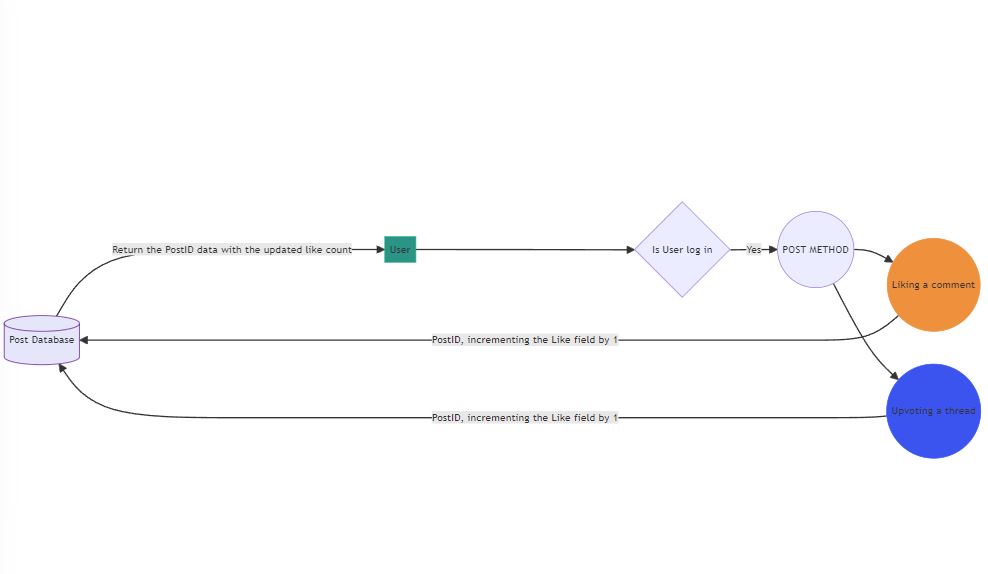 Return the PostID data with the updated like count
User
Is User log in
Yes
POST METHOD
Liking a comment
Post Database
PostID, incrementing the Like field by 1
Upvoting a thread
PostID, incrementing the Like field by 1